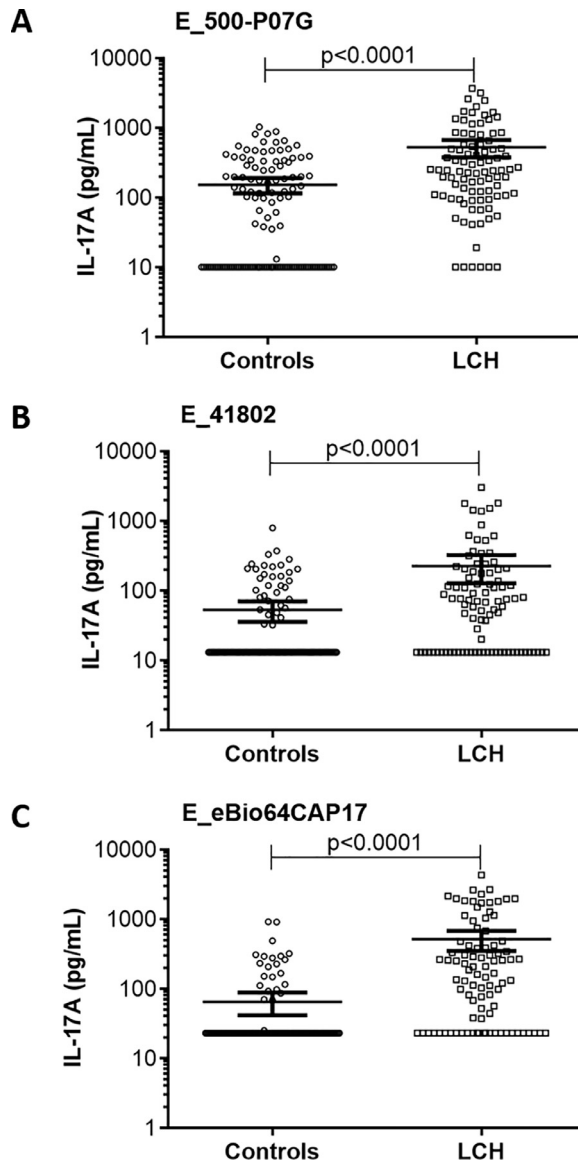 A
E_500-P07G
p<0.0001
IL-17A (pg/mL)
10000
1000
100
10
1
Controls
LCH
B
E_41802
p<0.0001
IL-17A (pg/mL)
10000
1000
100
10
1
Controls
LCH
C
E_eBio64CAP17
p<0.0001
IL-17A (pg/mL)
10000
1000
100
10
1
Controls
LCH